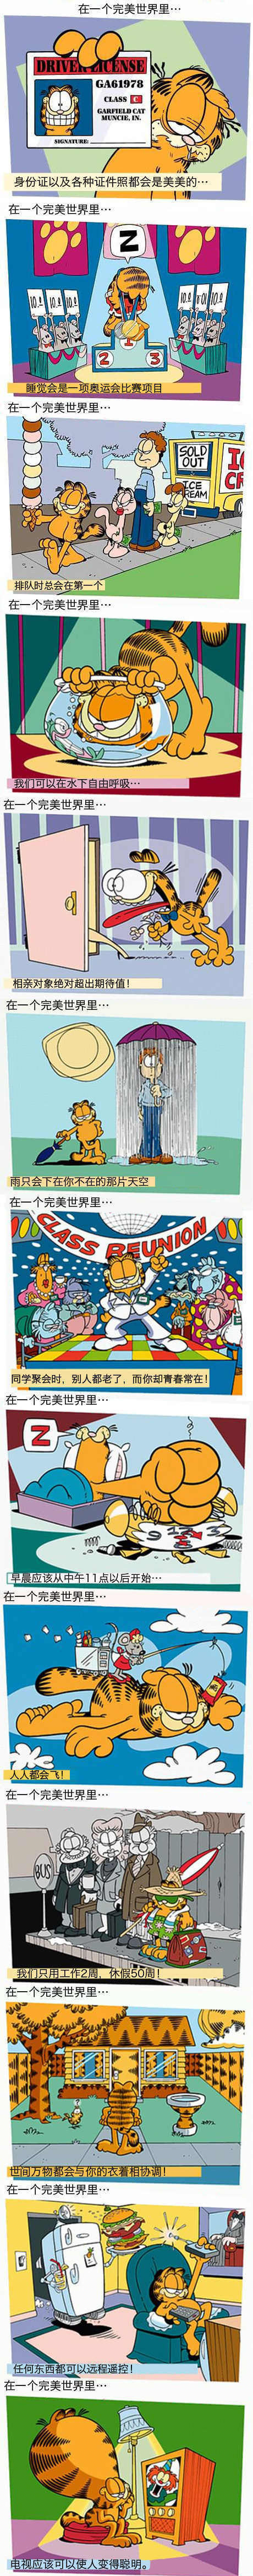 在一个完美世界里…
DRIVER LICENSE
GA61978
CLASS C
GARFIELD CAT
MUNCIE, IN.
SIGNATURE:
身份证以及各种证件照都会是美美的…
在一个完美世界里…
Z
10.0 10.0 10.0
10.0 10.0 10.0
1
2 3
睡觉会是一项奥运会比赛项目
在一个完美世界里…
SOLD
OUT
ICE
REAM
排队时总会在第一个
在一个完美世界里…
我们可以在水下自由呼吸…
在一个完美世界里…
相亲对象绝对超出期待值！
在一个完美世界里…
雨只会下在你不在的那片天空
在一个完美世界里…
CLASS REUNION
同学聚会时，别人都老了，而你却青春常在！
在一个完美世界里…
Z
早晨应该从中午11点以后开始…
在一个完美世界里…
人人都会飞！
在一个完美世界里…
BUS
我们只用工作2周，休假50周！
在一个完美世界里…
世间万物都会与你的衣着相协调！
在一个完美世界里…
任何东西都可以远程遥控！
在一个完美世界里…
电视应该可以使人变得聪明。